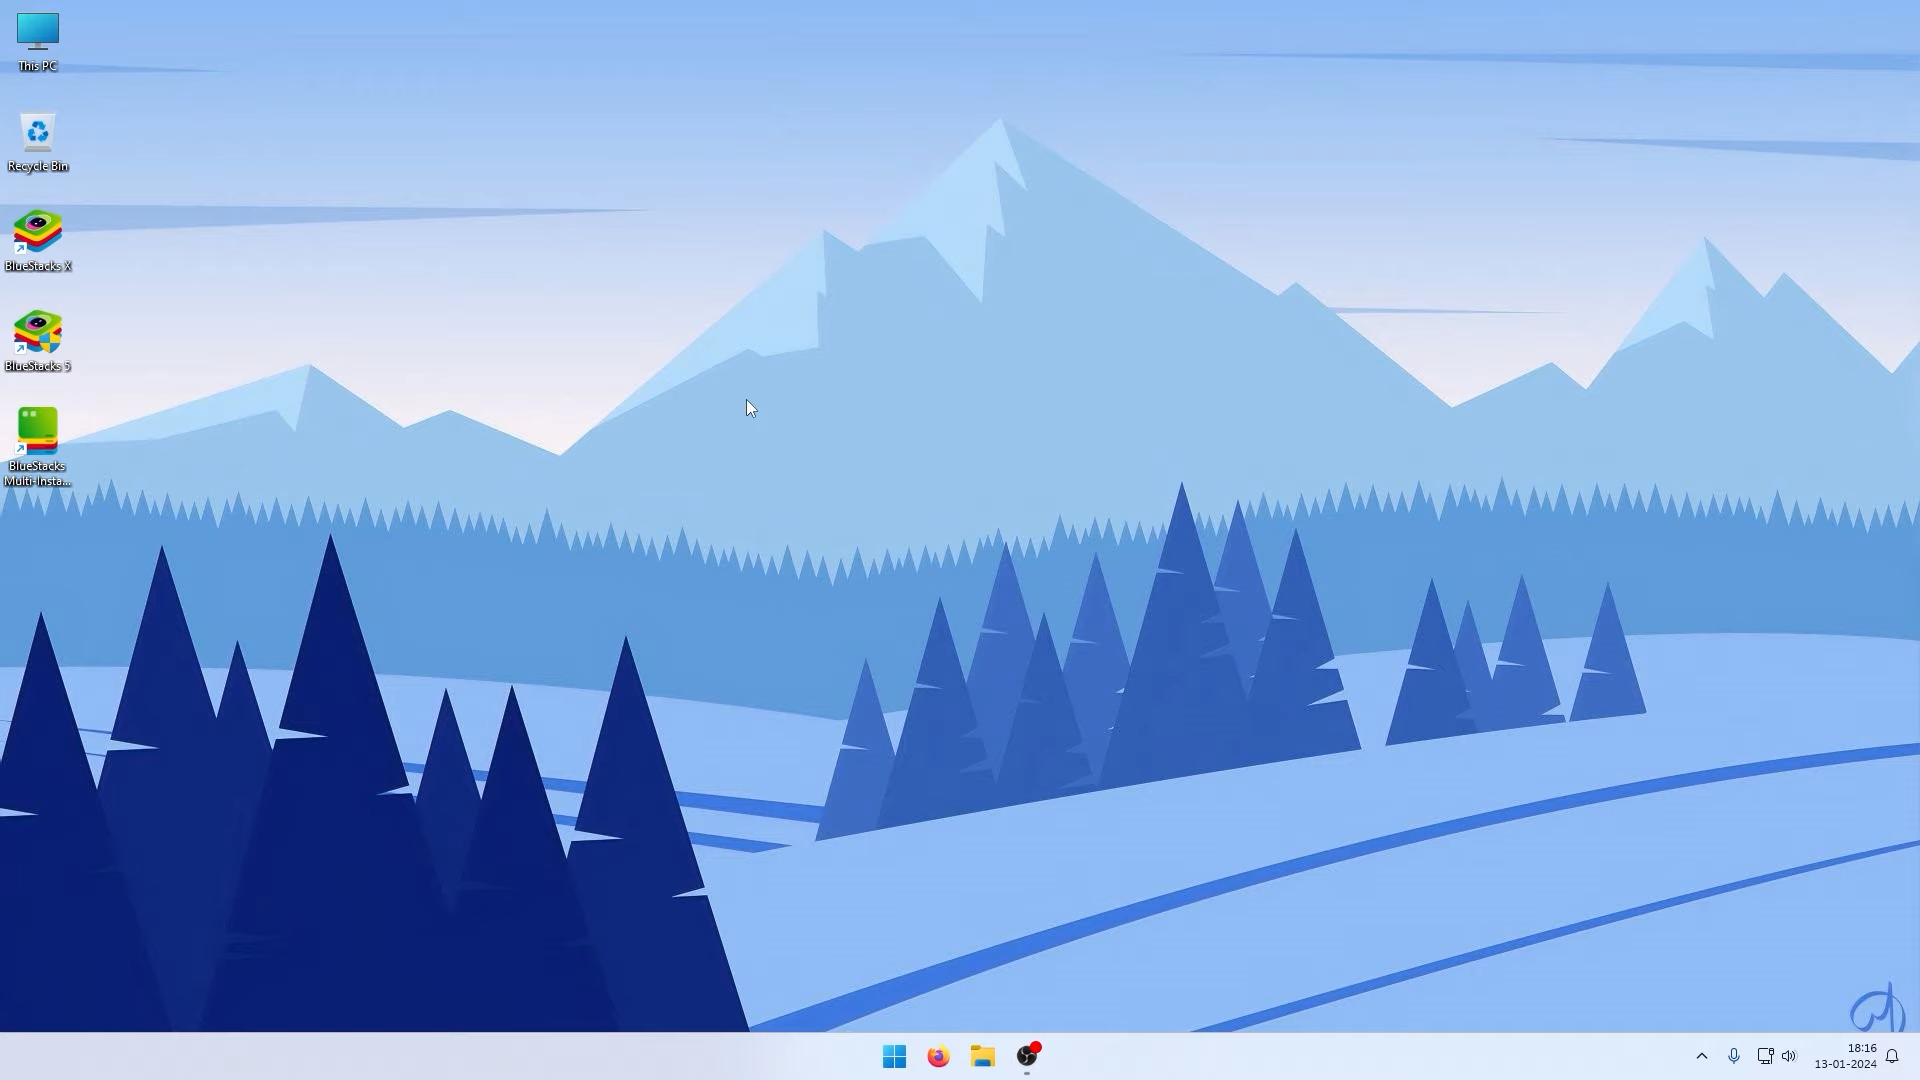 This PC
Recycle Bin
BlueStacks X
BlueStacks 5
BlueStacks
Multi-Insta...
18:16
13-01-2024